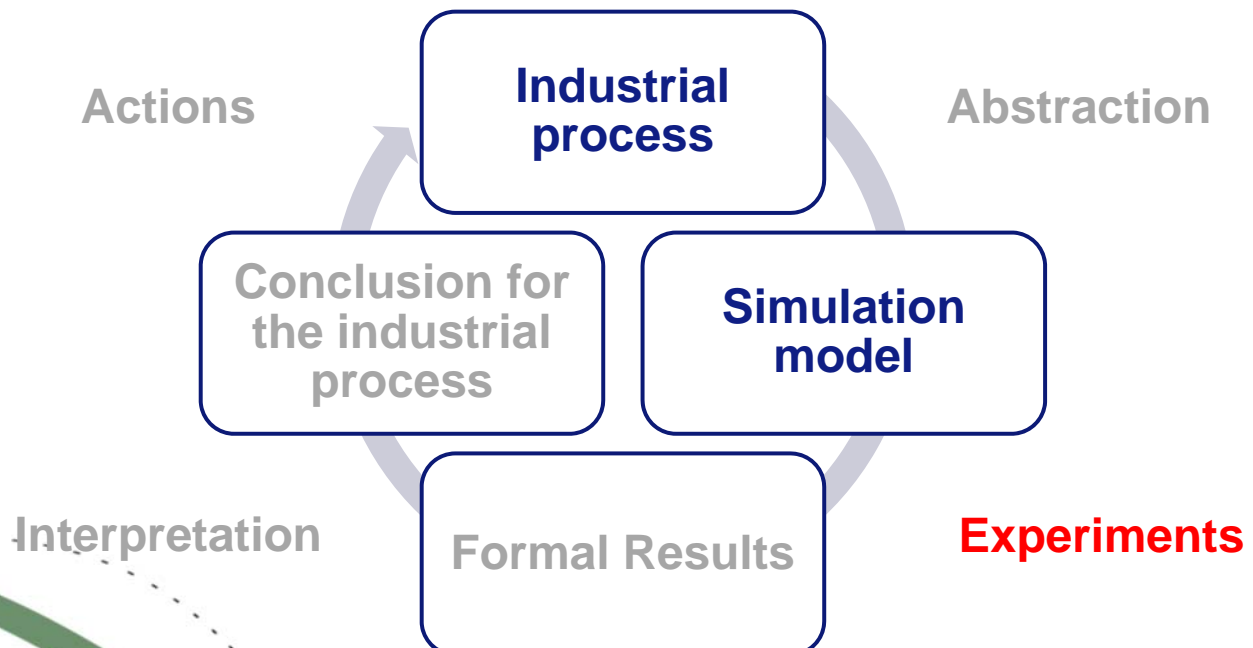 Industrial
process
Actions
Abstraction
Conclusion for
the industrial
process
Simulation
model
Interpretation
Formal Results
Experiments